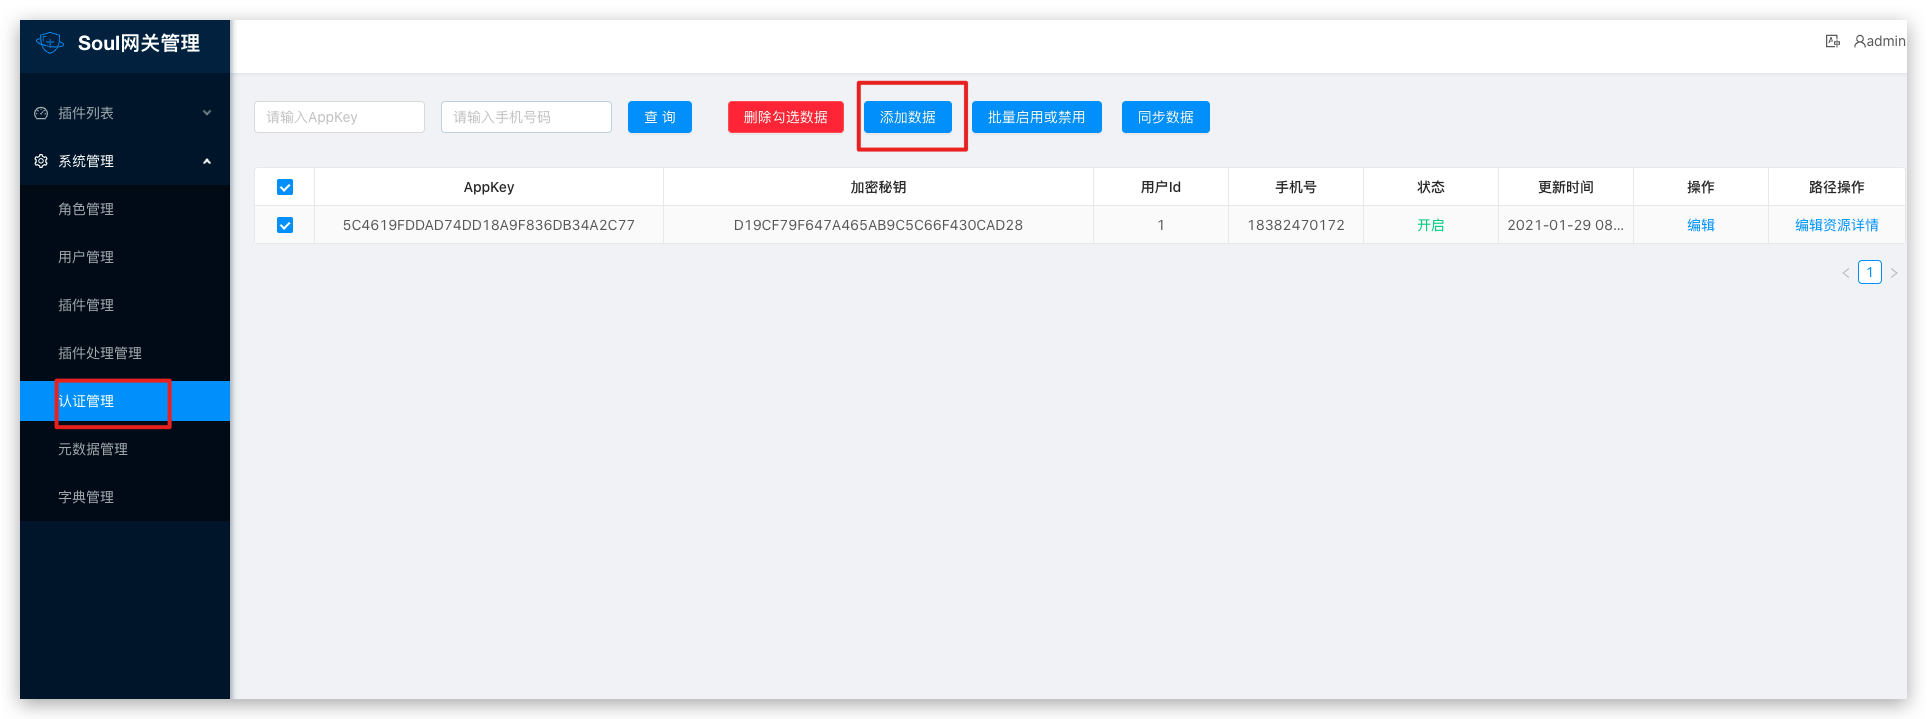 Soul网关管理
admin
插件列表
系统管理
角色管理
用户管理
插件管理
插件处理管理
认证管理
元数据管理
字典管理
请输入AppKey 请输入手机号码 查 询 删除勾选数据 添加数据 批量启用或禁用 同步数据
AppKey 加密秘钥 用户Id 手机号 状态 更新时间 操作 路径操作
5C4619FDDAD74DD18A9F836DB34A2C77 D19CF79F647A465AB9C5C66F430CAD28 1 18382470172 开启 2021-01-29 08... 编辑 编辑资源详情
< 1 >